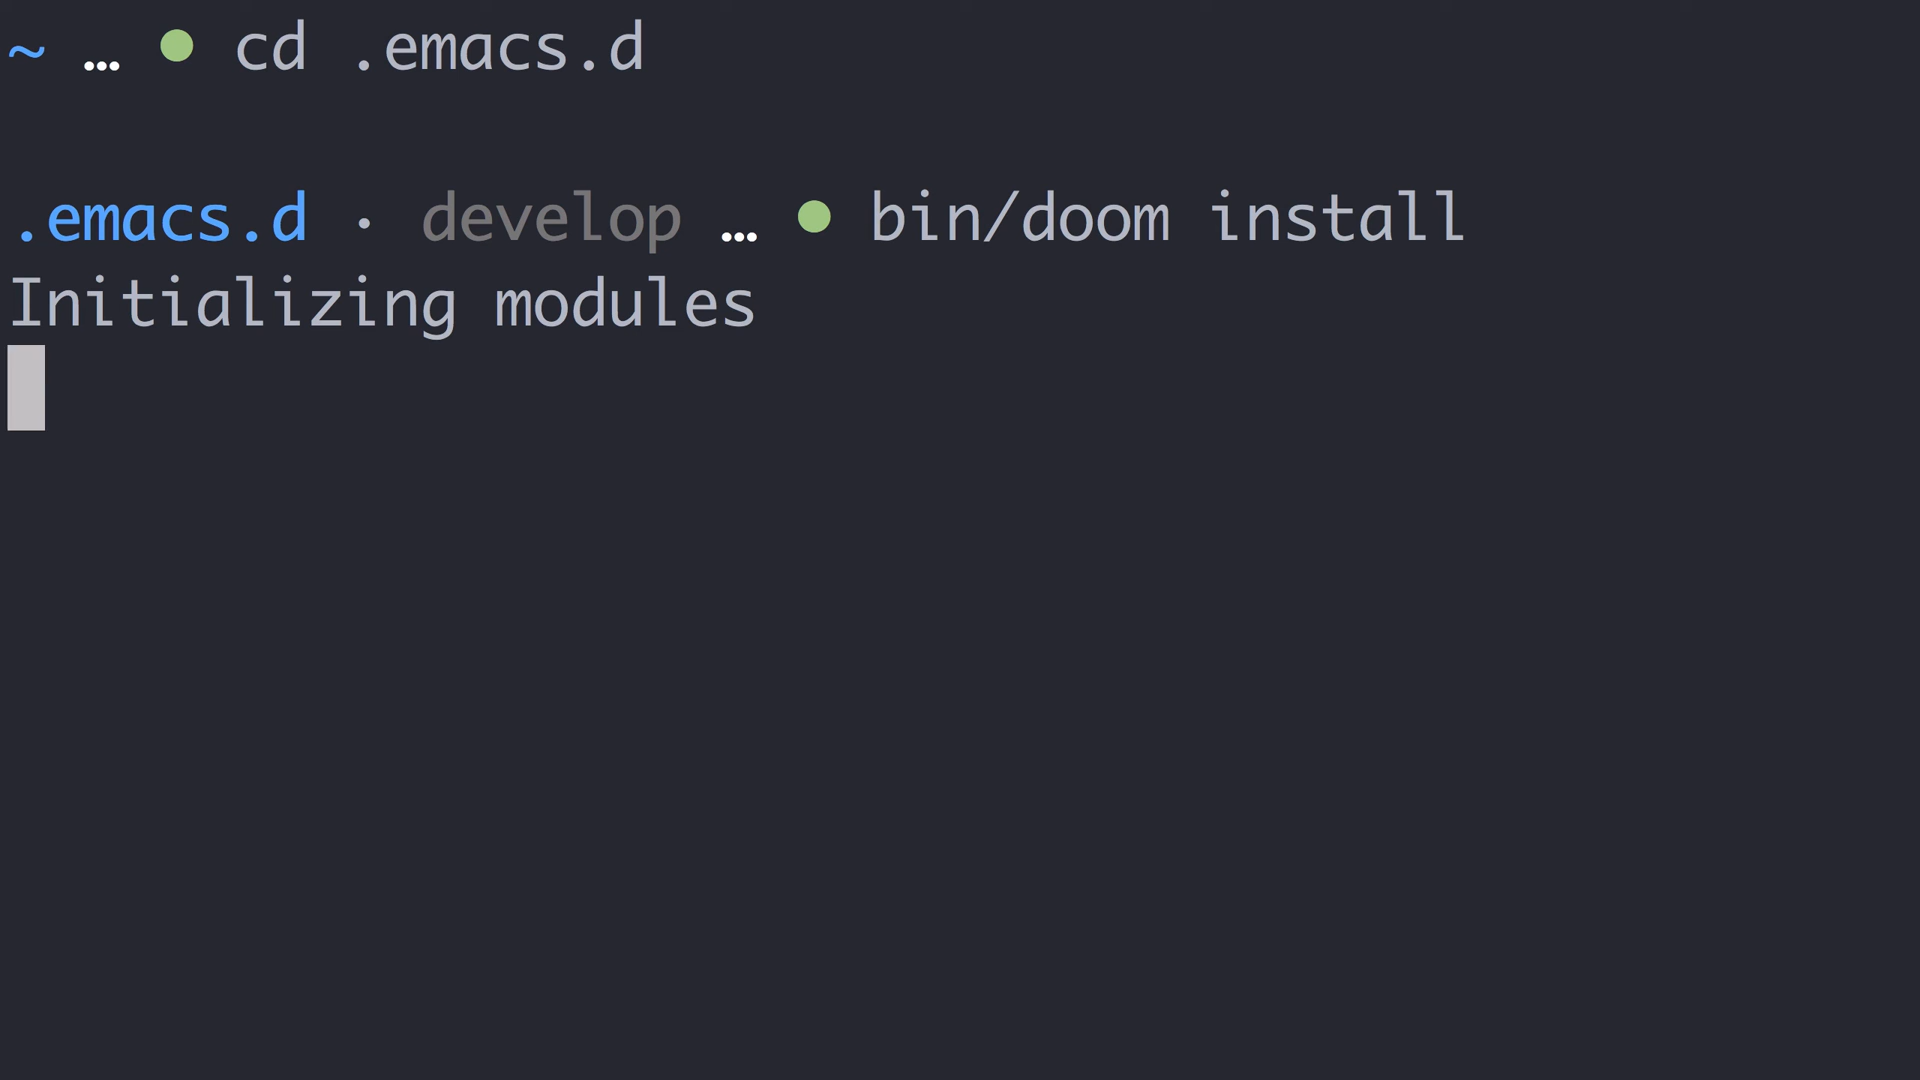 ~ … ● cd .emacs.d
.emacs.d · develop … ● bin/doom install
Initializing modules